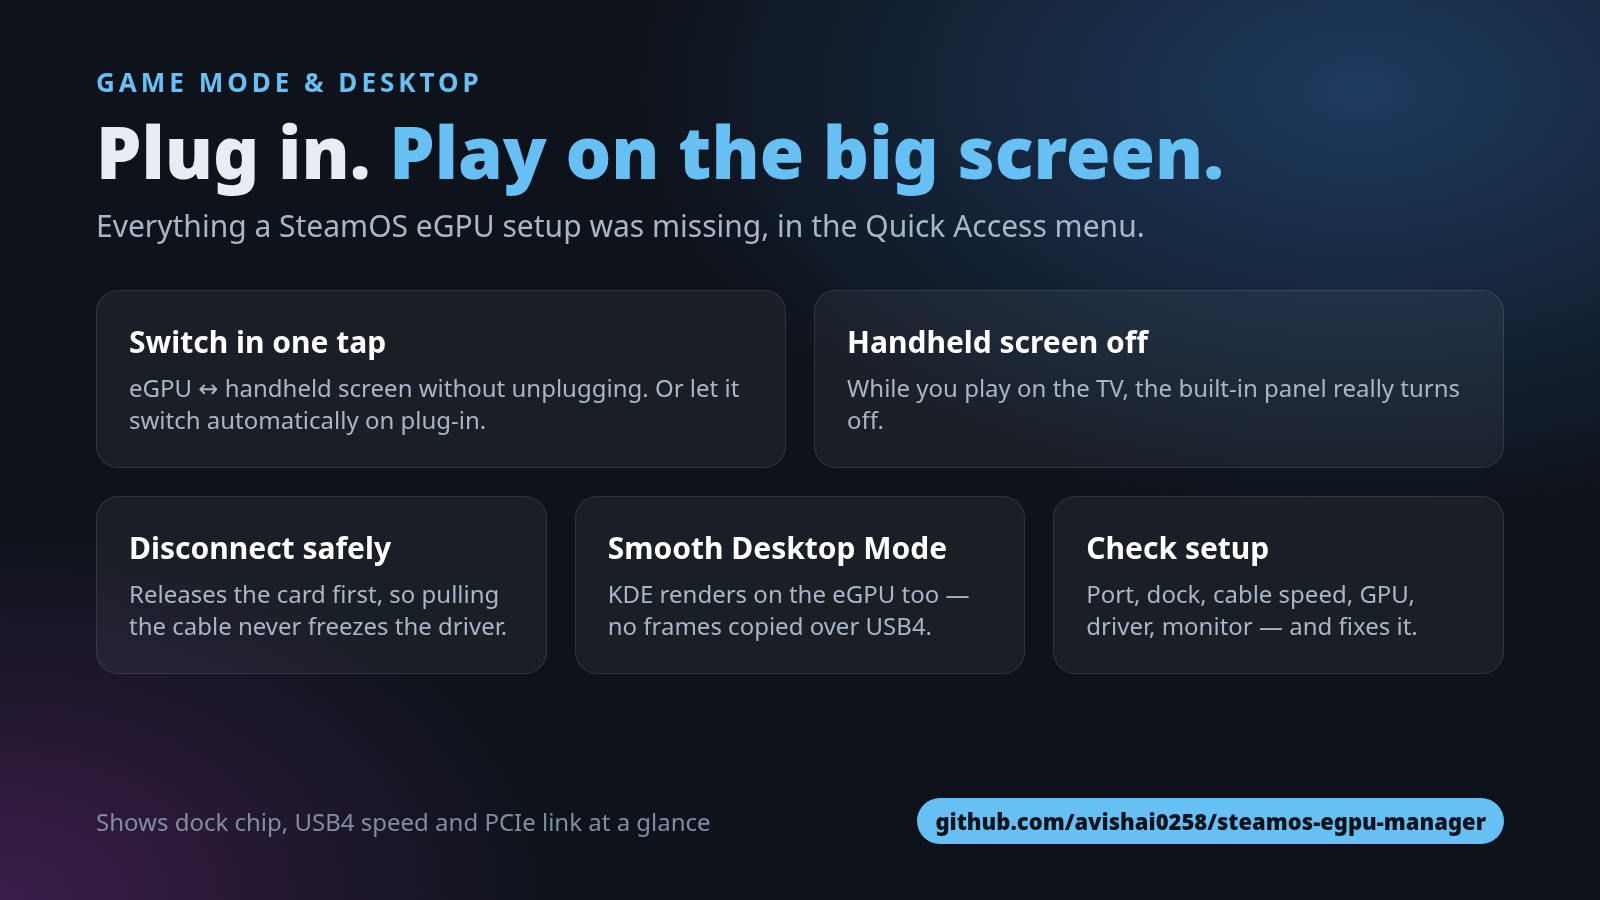 GAME MODE & DESKTOP
Plug in. Play on the big screen.
Everything a SteamOS eGPU setup was missing, in the Quick Access menu.
Switch in one tap
eGPU ↔ handheld screen without unplugging. Or let it
switch automatically on plug-in.
Handheld screen off
While you play on the TV, the built-in panel really turns
off.
Disconnect safely
Releases the card first, so pulling
the cable never freezes the driver.
Smooth Desktop Mode
KDE renders on the eGPU too —
no frames copied over USB4.
Check setup
Port, dock, cable speed, GPU,
driver, monitor — and fixes it.
Shows dock chip, USB4 speed and PCIe link at a glance
github.com/avishai0258/steamos-egpu-manager